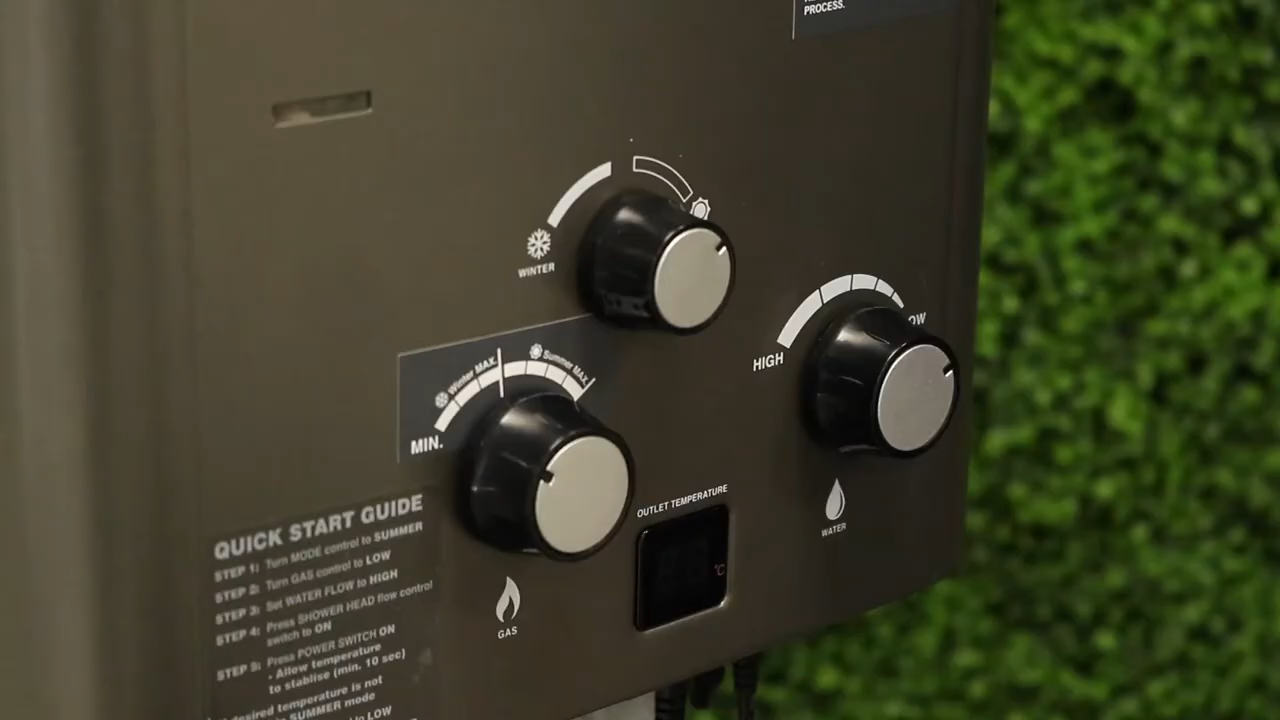 PROCESS.
WINTER
Winter MAX.
Summer MAX.
MIN.
HIGH
OUTLET TEMPERATURE
°C
WATER
GAS
QUICK START GUIDE
STEP 1: Turn MODE control to SUMMER
STEP 2: Turn GAS control to LOW
STEP 3: Set WATER FLOW to HIGH
STEP 4: Press SHOWER HEAD flow control
switch to ON
STEP 5: Press POWER SWITCH ON
- Allow temperature
to stablise (min. 10 sec)
desired temperature is not
SUMMER mode
to LOW